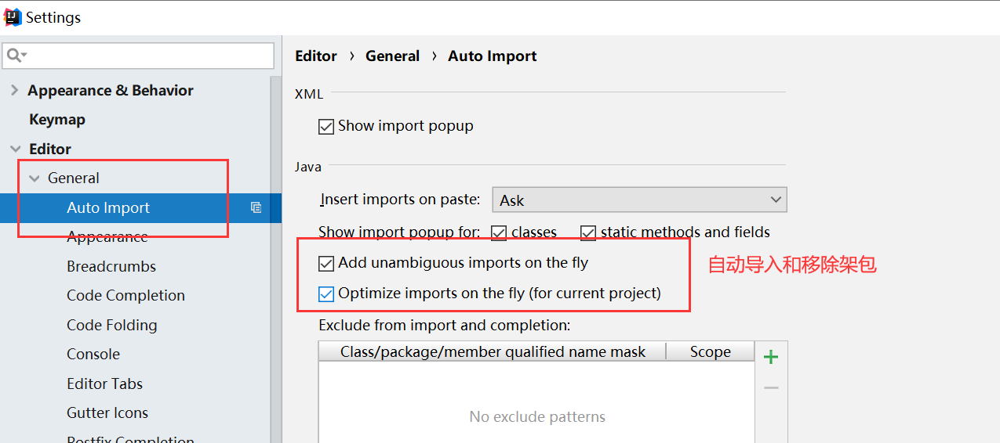 Settings
Appearance & Behavior
Keymap
Editor
General
Auto Import
Appearance
Breadcrumbs
Code Completion
Code Folding
Console
Editor Tabs
Gutter Icons
Postfix Completion
Editor › General › Auto Import
XML
Show import popup
Java
Insert imports on paste: Ask
Show import popup for: classes static methods and fields
Add unambiguous imports on the fly
Optimize imports on the fly (for current project)
自动导入和移除架包
Exclude from import and completion:
Class/package/member qualified name mask Scope
No exclude patterns